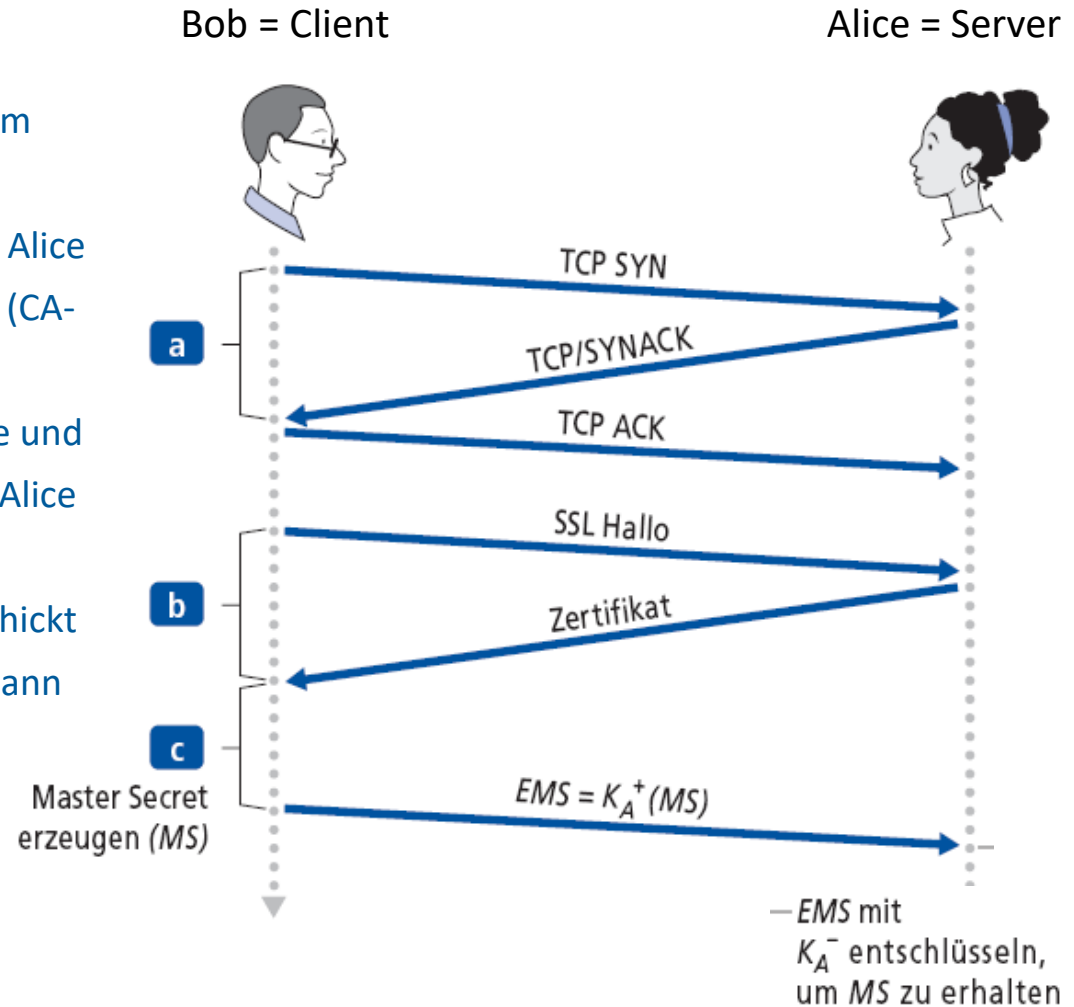 Bob = Client
Alice = Server
m
Alice
(CA-
e und
Alice
hickt
ann
TCP SYN
a
TCP/SYNACK
TCP ACK
SSL Hallo
b
Zertifikat
c
Master Secret
erzeugen (MS)
EMS = K_A^+ (MS)
EMS mit
K_A^- entschlüsseln,
um MS zu erhalten